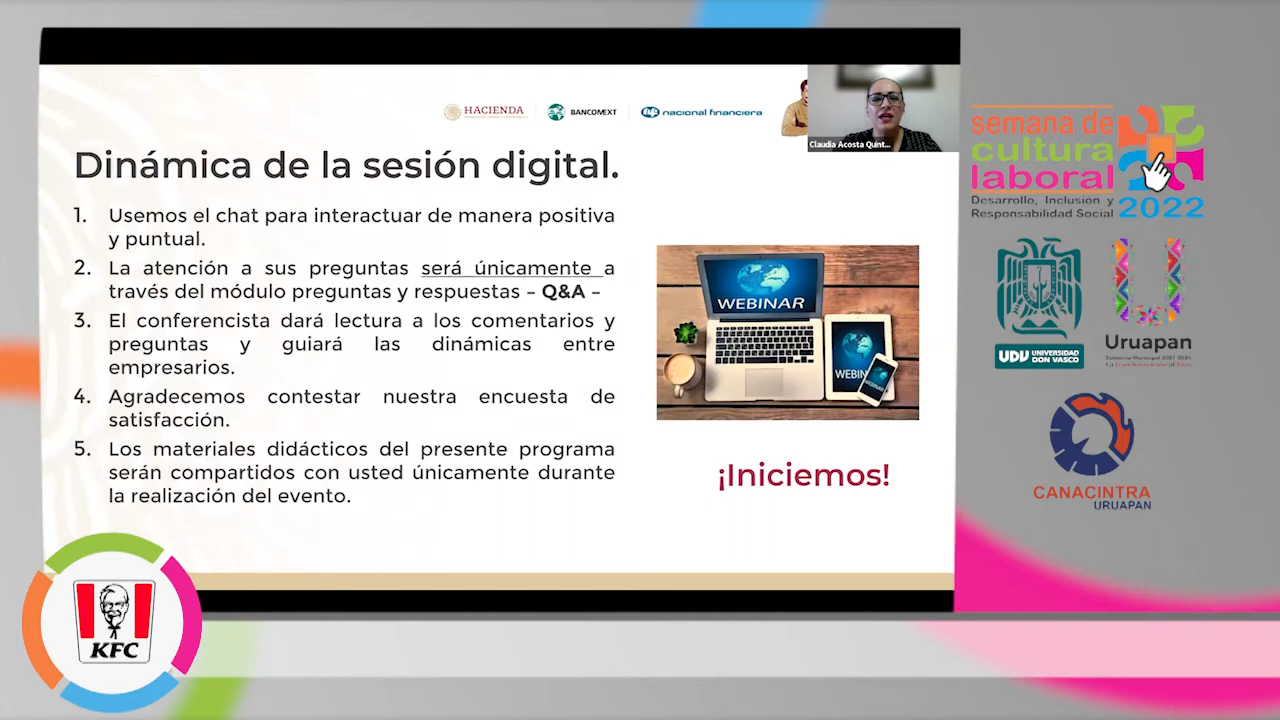 HACIENDA
BANCOMEXT
nafin
nacional financiera
Claudia Acosta Quint...
Dinámica de la sesión digital.
1. Usemos el chat para interactuar de manera positiva
y puntual.
2. La atención a sus preguntas será únicamente a
través del módulo preguntas y respuestas – Q&A –
3. El conferencista dará lectura a los comentarios y
preguntas y guiará las dinámicas entre
empresarios.
4. Agradecemos contestar nuestra encuesta de
satisfacción.
5. Los materiales didácticos del presente programa
serán compartidos con usted únicamente durante
la realización del evento.
WEBINAR
WEBIN
WEBINAR
¡Iniciemos!
semana de
cultura
laboral
Desarrollo, Inclusión y
Responsabilidad Social
2022
UDV UNIVERSIDAD
DON VASCO
Uruapan
Gobierno Municipal 2021-2024
CANACINTRA
URUAPAN
KFC